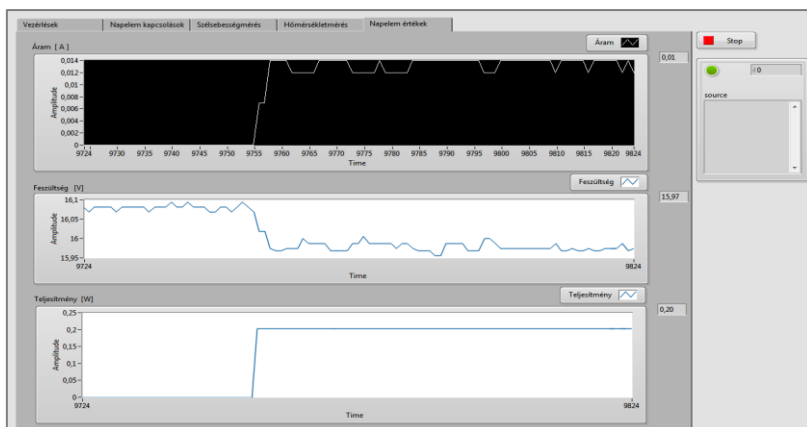 Vezérlések Napelem kapcsolások Szélsebességmérés Hőmérsékletmérés Napelem értékek
Áram [ A ]
Áram
0,01
Amplitude
0,014
0,012
0,01
0,008
0,006
0,004
0,002
0
9724 9730 9735 9740 9745 9750 9755 9760 9765 9770 9775 9780 9785 9790 9795 9800 9805 9810 9815 9824
Time
Feszültség [V]
Feszültség
15,97
Amplitude
16,1
16,05
16
15,95
9724 9824
Time
Teljesítmény [W]
Teljesítmény
0,20
Amplitude
0,25
0,2
0,15
0,1
0,05
0
9724 9824
Time
Stop
0
source